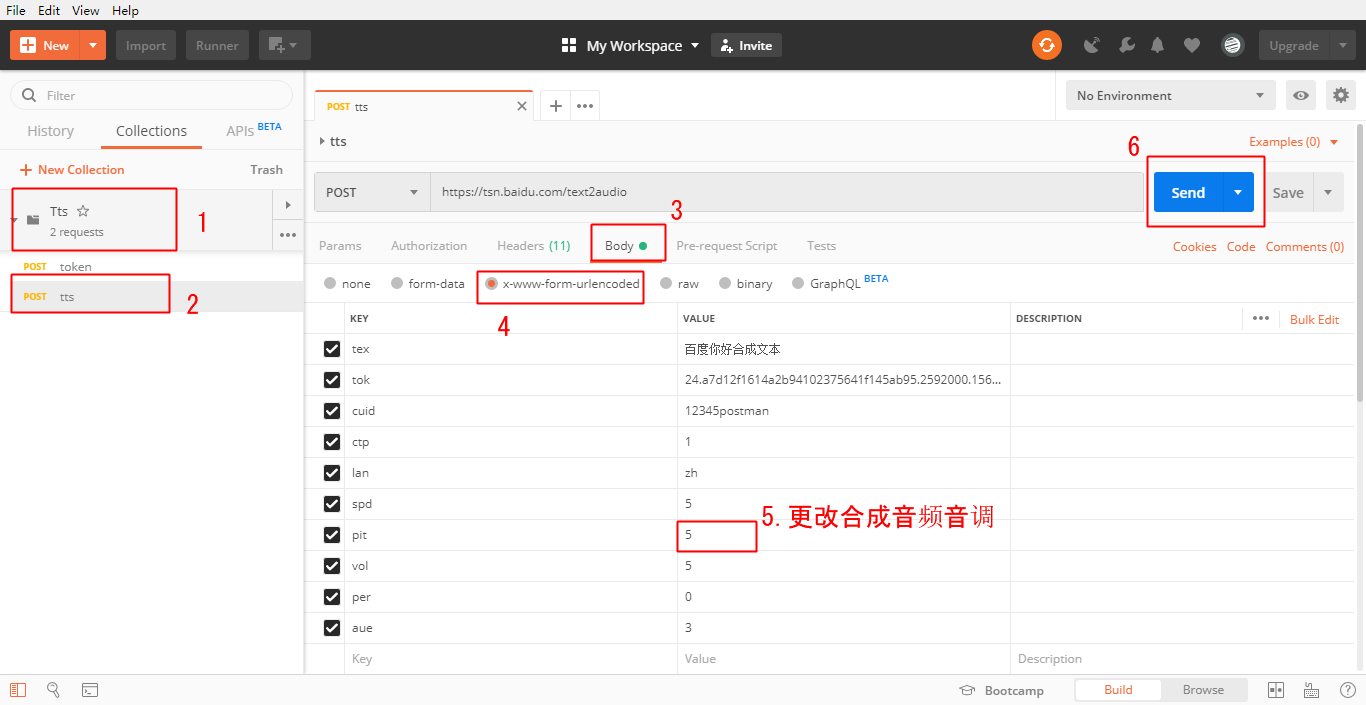 File Edit View Help
New Import Runner My Workspace Invite Upgrade
Filter
History Collections APIs BETA
New Collection Trash
Tts
2 requests
1
POST token
POST tts
2
POST tts
No Environment
tts
Examples (0)
6
POST https://tsn.baidu.com/text2audio Send Save
3
Params Authorization Headers (11) Body Pre-request Script Tests Cookies Code Comments (0)
none form-data x-www-form-urlencoded raw binary GraphQL BETA
4
KEY VALUE DESCRIPTION Bulk Edit
tex 百度你好合成文本
tok 24.a7d12f1614a2b94102375641f145ab95.2592000.156...
cuid 12345postman
ctp 1
lan zh
spd 5
5.更改合成音频音调
pit 5
vol 5
per 0
aue 3
Key Value Description
Bootcamp Build Browse